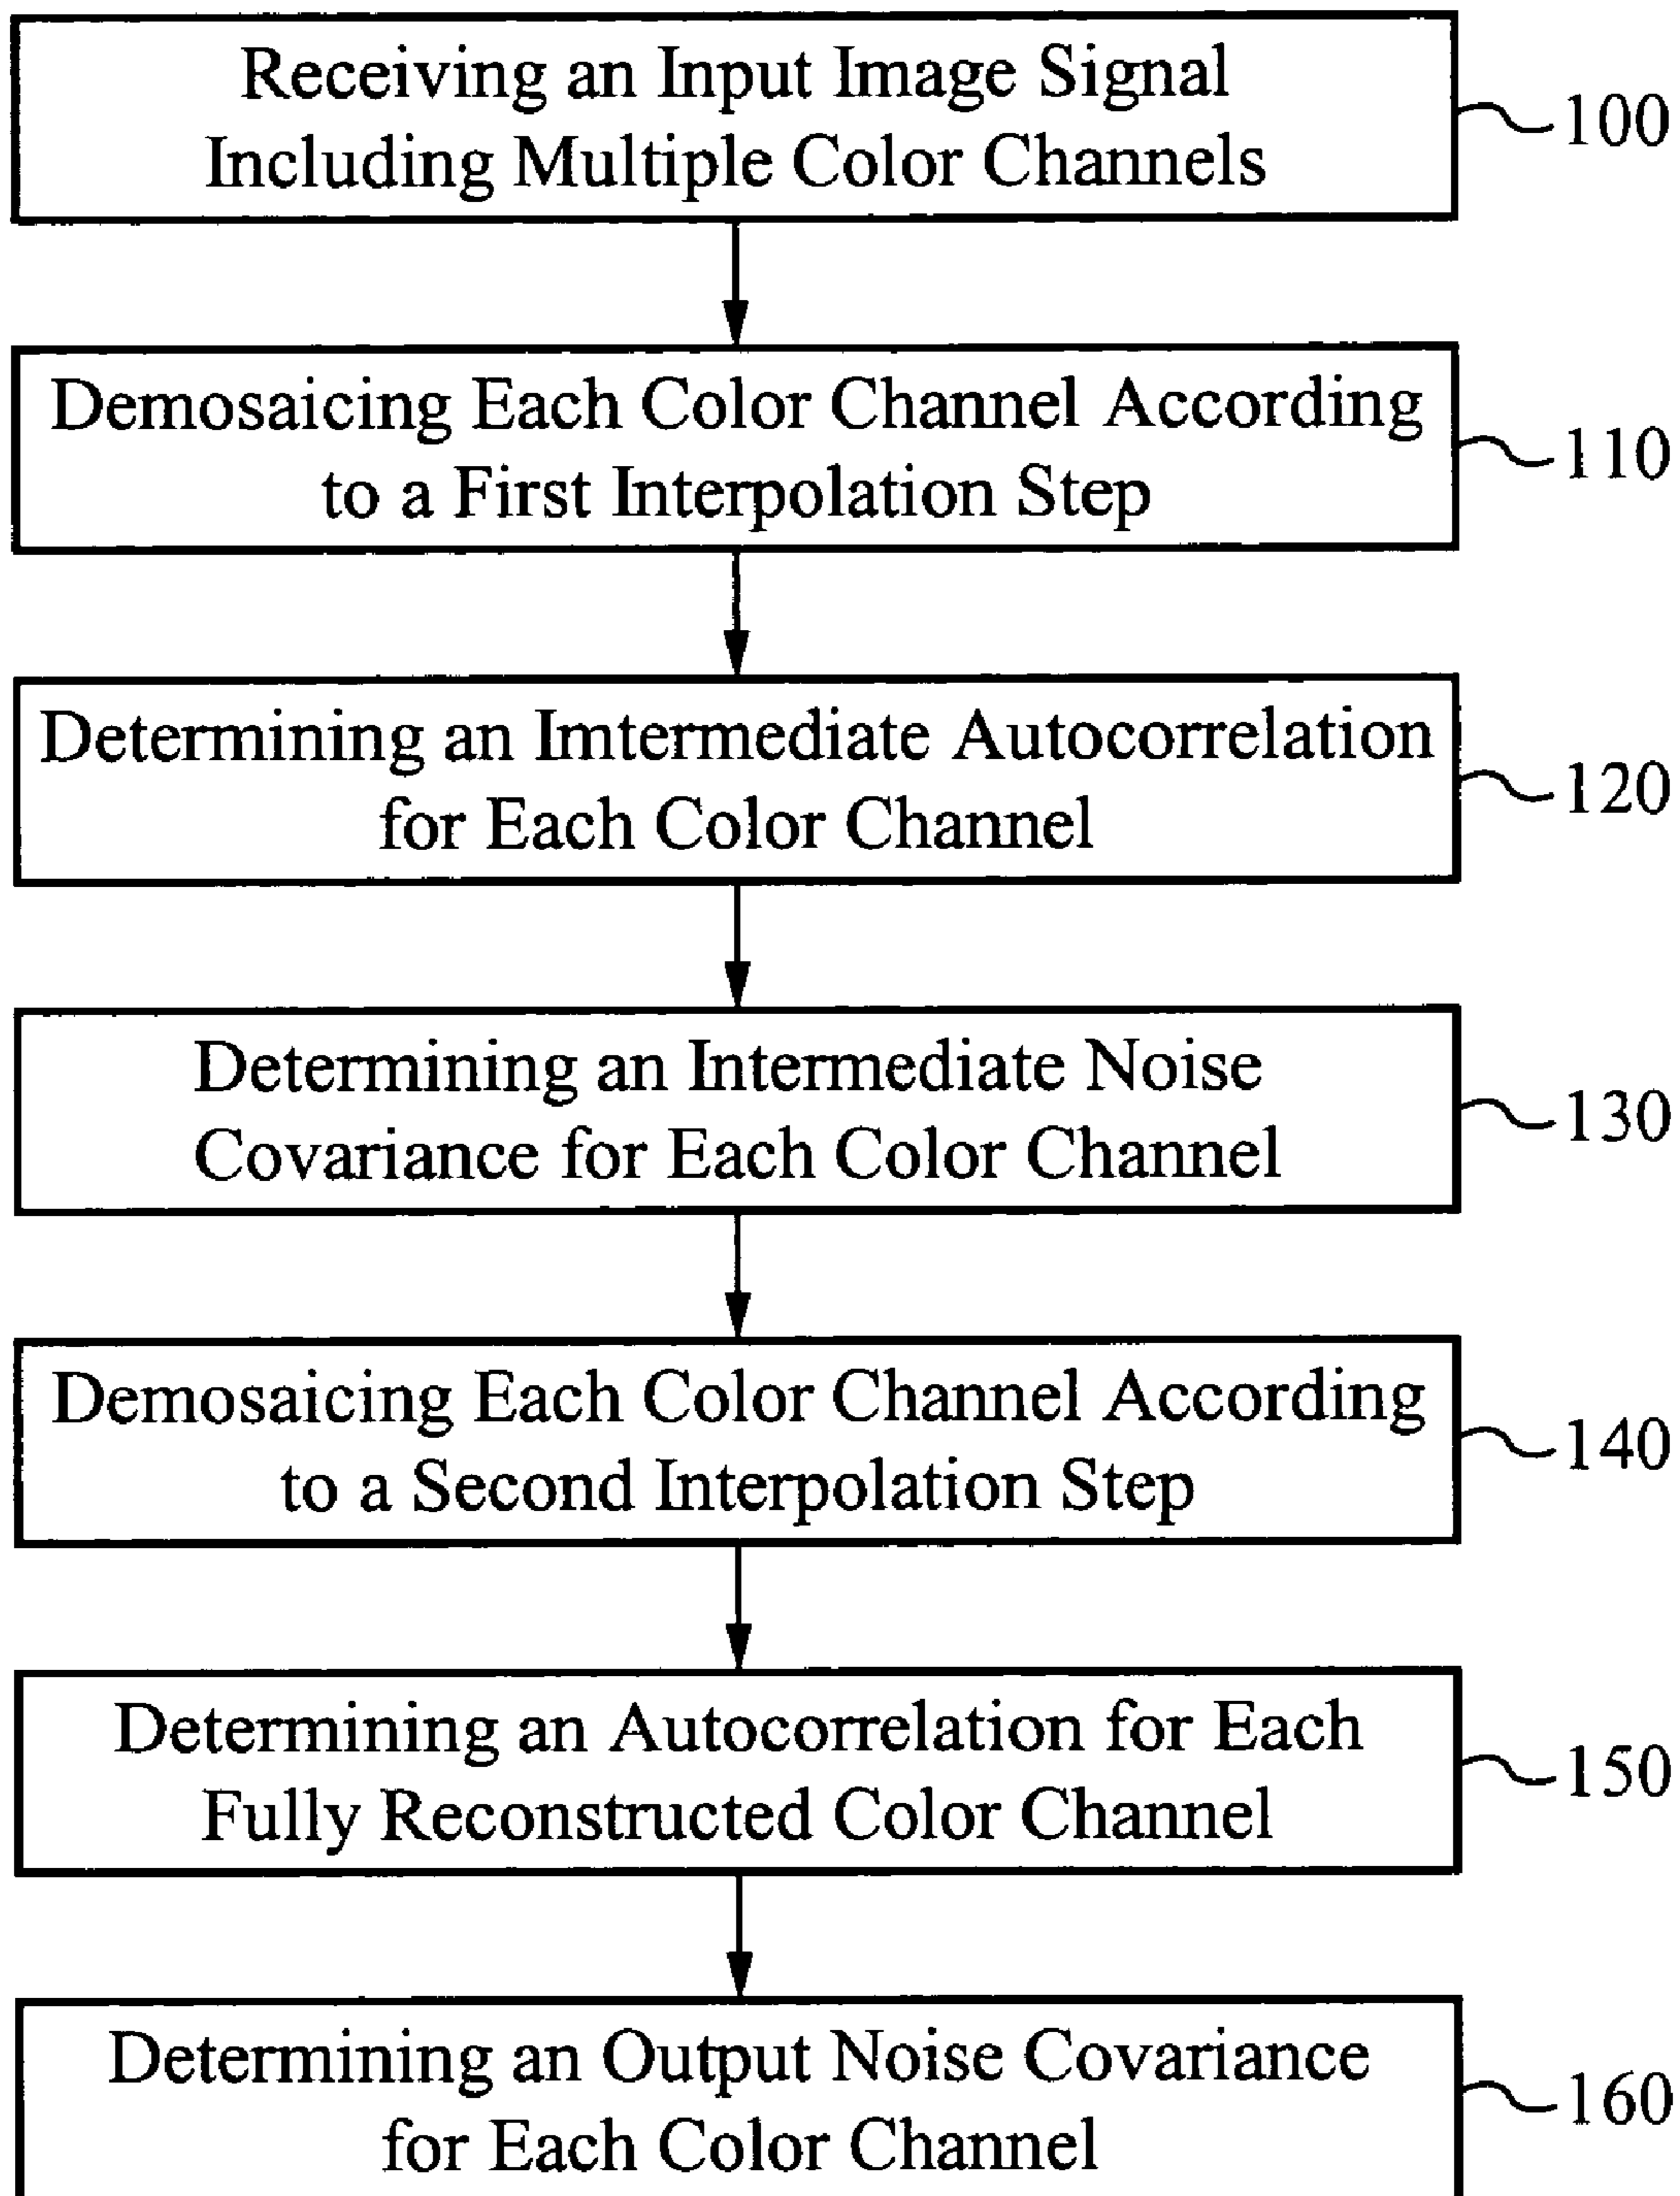 Receiving an Input Image Signal
Including Multiple Color Channels
100
Demosaicing Each Color Channel According
to a First Interpolation Step
110
Determining an Imtermediate Autocorrelation
for Each Color Channel
120
Determining an Intermediate Noise
Covariance for Each Color Channel
130
Demosaicing Each Color Channel According
to a Second Interpolation Step
140
Determining an Autocorrelation for Each
Fully Reconstructed Color Channel
150
Determining an Output Noise Covariance
for Each Color Channel
160